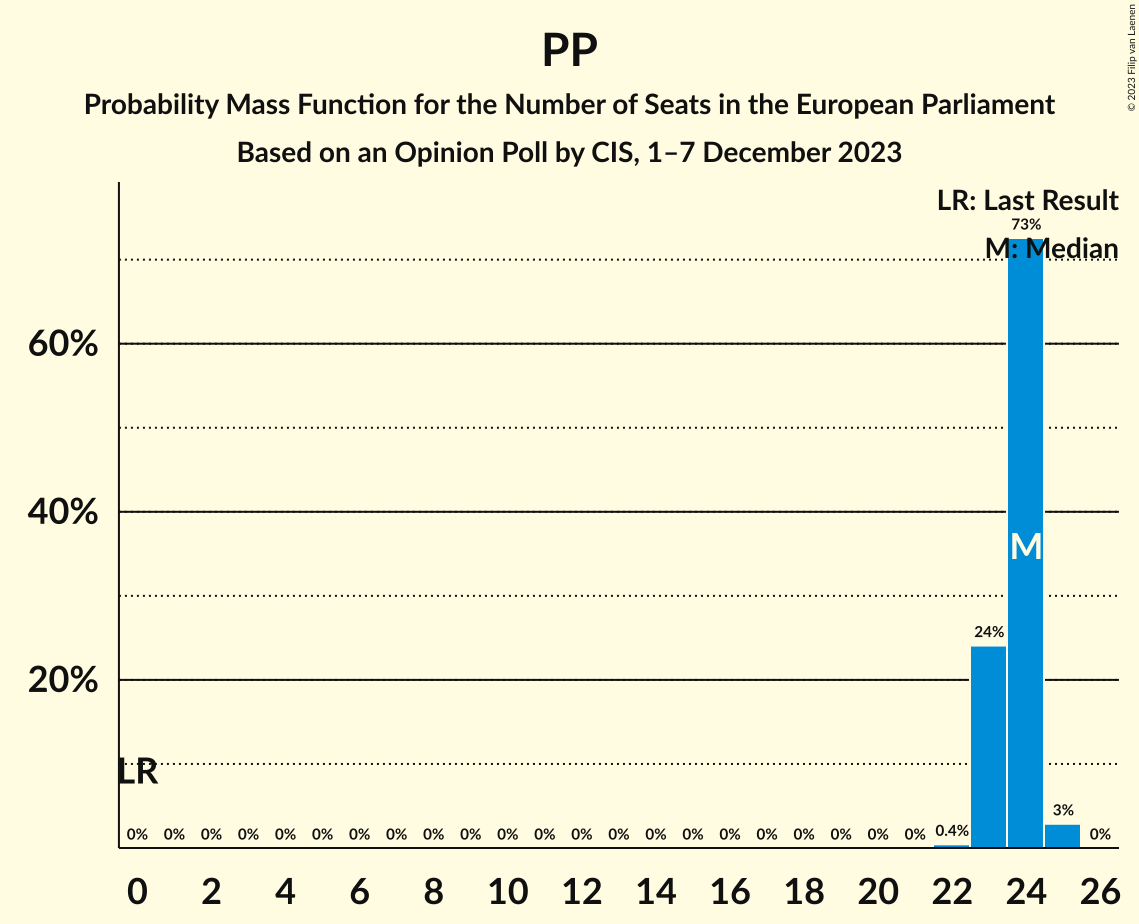 PP
Probability Mass Function for the Number of Seats in the European Parliament
Based on an Opinion Poll by CIS, 1–7 December 2023
© 2023 Filip van Laenen
LR: Last Result
73%
M: Median
60%
40%
M
24%
20%
LR
3%
0% 0% 0% 0% 0% 0% 0% 0% 0% 0% 0% 0% 0% 0% 0% 0% 0% 0% 0% 0% 0% 0% 0.4% 0%
0 2 4 6 8 10 12 14 16 18 20 22 24 26